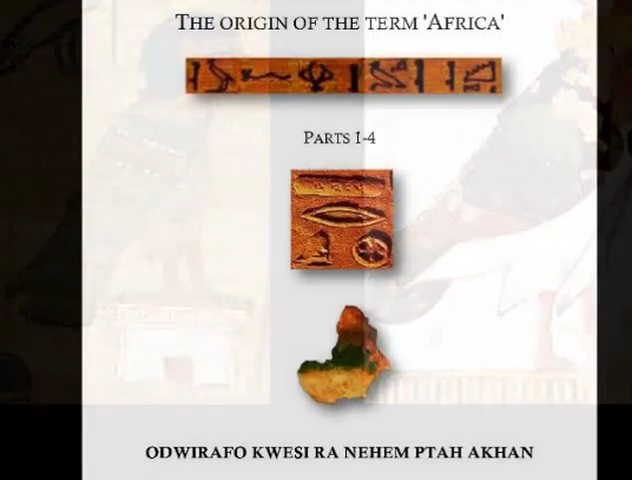 THE ORIGIN OF THE TERM 'AFRICA'
PARTS 1-4
ODWIRAFO KWESI RA NEHEM PTAH AKHAN